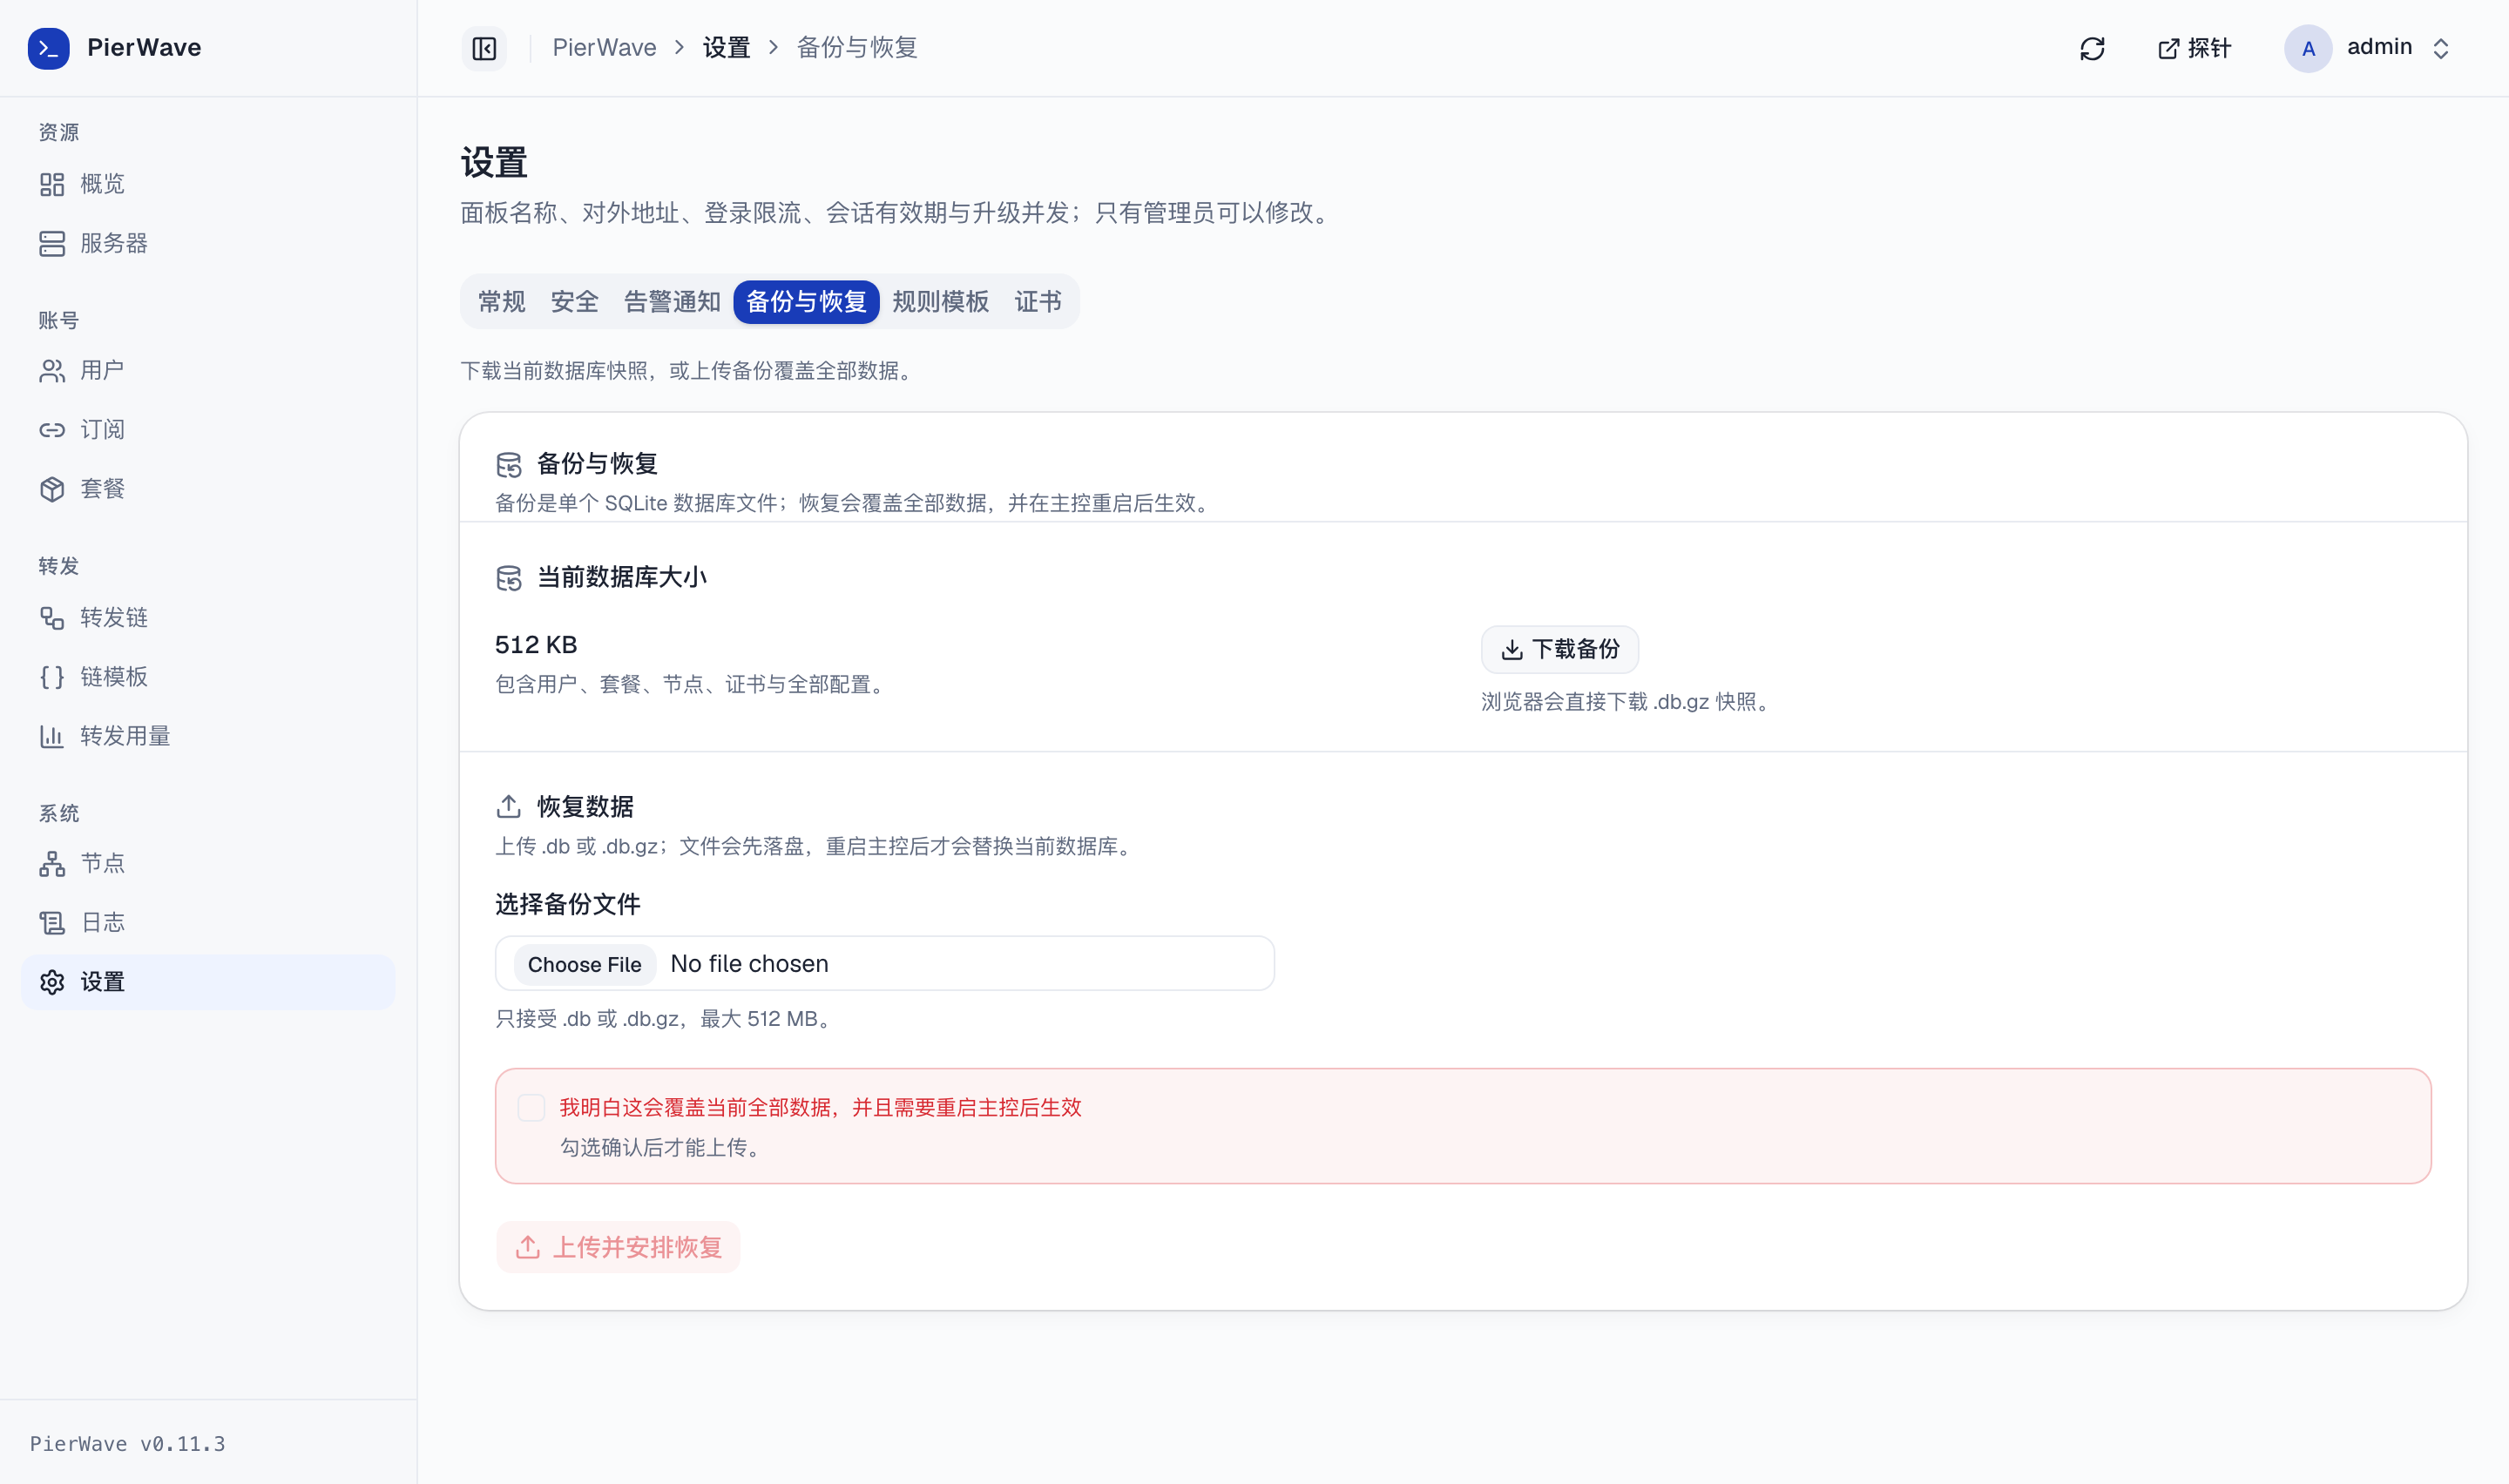 PierWave
PierWave > 设置 > 备份与恢复
探针
A
admin
资源
概览
服务器
账号
用户
订阅
套餐
转发
转发链
链模板
转发用量
系统
节点
日志
设置
PierWave v0.11.3
设置
面板名称、对外地址、登录限流、会话有效期与升级并发；只有管理员可以修改。
常规 安全 告警通知 备份与恢复 规则模板 证书
下载当前数据库快照，或上传备份覆盖全部数据。
备份与恢复
备份是单个 SQLite 数据库文件；恢复会覆盖全部数据，并在主控重启后生效。
当前数据库大小
512 KB
包含用户、套餐、节点、证书与全部配置。
下载备份
浏览器会直接下载 .db.gz 快照。
恢复数据
上传 .db 或 .db.gz；文件会先落盘，重启主控后才会替换当前数据库。
选择备份文件
Choose File No file chosen
只接受 .db 或 .db.gz，最大 512 MB。
我明白这会覆盖当前全部数据，并且需要重启主控后生效
勾选确认后才能上传。
上传并安排恢复